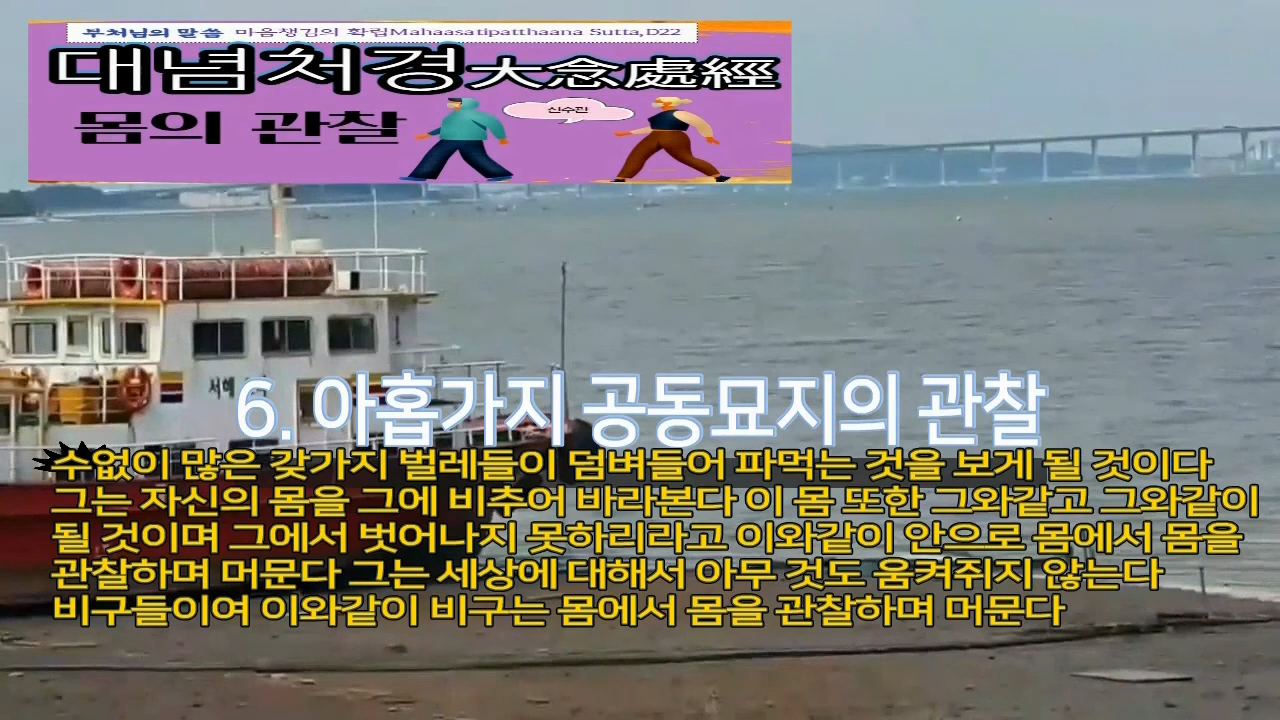 부처님의 말씀 마음챙김의 확립Mahaasatipatthaana Sutta,D22
대념처경大念處經
몸의 관찰
신수관
서해
6. 아홉가지 공동묘지의 관찰
수없이 많은 갖가지 벌레들이 덤벼들어 파먹는 것을 보게 될 것이다
그는 자신의 몸을 그에 비추어 바라본다 이 몸 또한 그와같고 그와같이
될 것이며 그에서 벗어나지 못하리라고 이와같이 안으로 몸에서 몸을
관찰하며 머문다 그는 세상에 대해서 아무 것도 움켜쥐지 않는다
비구들이여 이와같이 비구는 몸에서 몸을 관찰하며 머문다